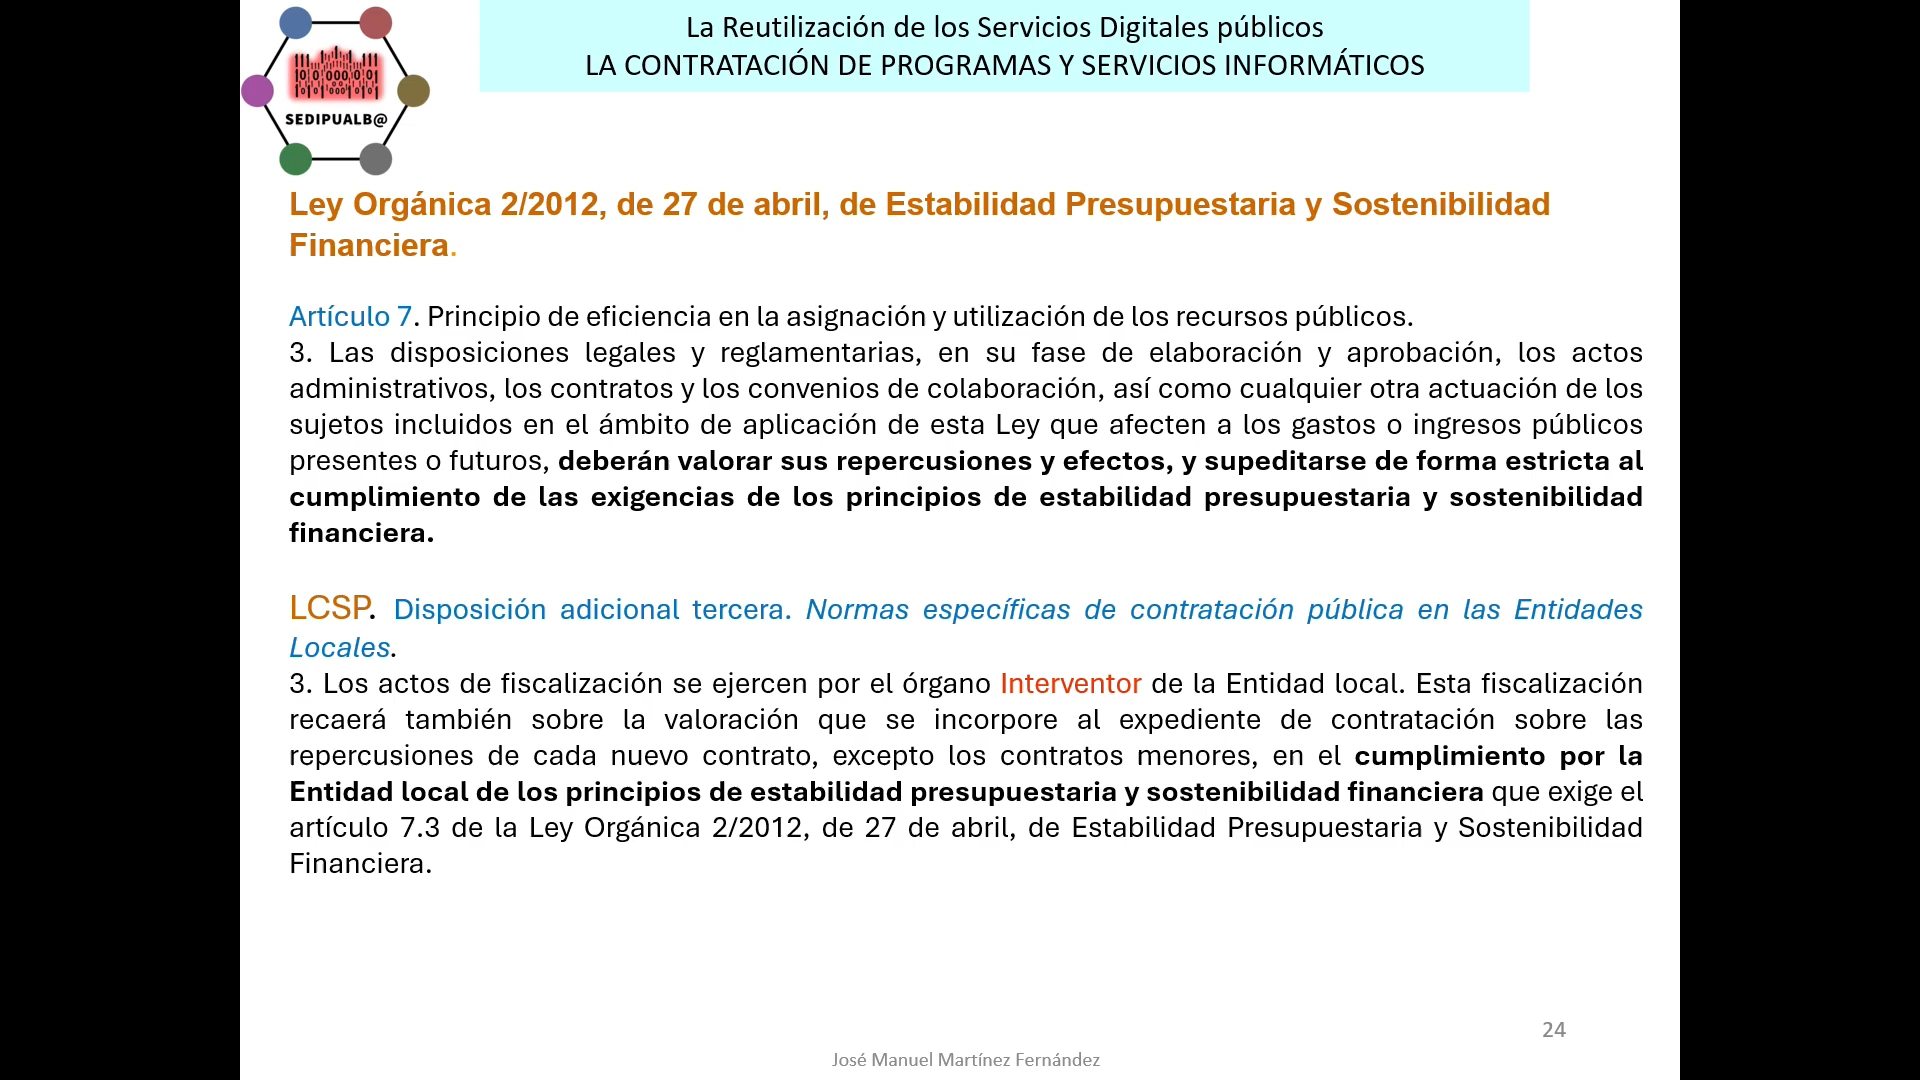 La Reutilización de los Servicios Digitales públicos
LA CONTRATACIÓN DE PROGRAMAS Y SERVICIOS INFORMÁTICOS
SEDIPUALB@
Ley Orgánica 2/2012, de 27 de abril, de Estabilidad Presupuestaria y Sostenibilidad
Financiera.
Artículo 7. Principio de eficiencia en la asignación y utilización de los recursos públicos.
3. Las disposiciones legales y reglamentarias, en su fase de elaboración y aprobación, los actos
administrativos, los contratos y los convenios de colaboración, así como cualquier otra actuación de los
sujetos incluidos en el ámbito de aplicación de esta Ley que afecten a los gastos o ingresos públicos
presentes o futuros, deberán valorar sus repercusiones y efectos, y supeditarse de forma estricta al
cumplimiento de las exigencias de los principios de estabilidad presupuestaria y sostenibilidad
financiera.
LCSP. Disposición adicional tercera. Normas específicas de contratación pública en las Entidades
Locales.
3. Los actos de fiscalización se ejercen por el órgano Interventor de la Entidad local. Esta fiscalización
recaerá también sobre la valoración que se incorpore al expediente de contratación sobre las
repercusiones de cada nuevo contrato, excepto los contratos menores, en el cumplimiento por la
Entidad local de los principios de estabilidad presupuestaria y sostenibilidad financiera que exige el
artículo 7.3 de la Ley Orgánica 2/2012, de 27 de abril, de Estabilidad Presupuestaria y Sostenibilidad
Financiera.
24
José Manuel Martínez Fernández